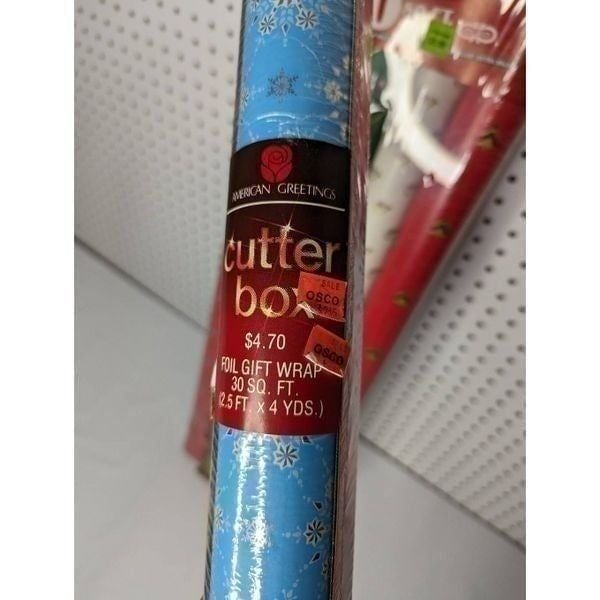 AMERICAN GREETINGS
cutter
box
SALE
OSCO
$4.70
OSCO
FOIL GIFT WRAP
30 SQ. FT.
(2.5 FT. x 4 YDS.)